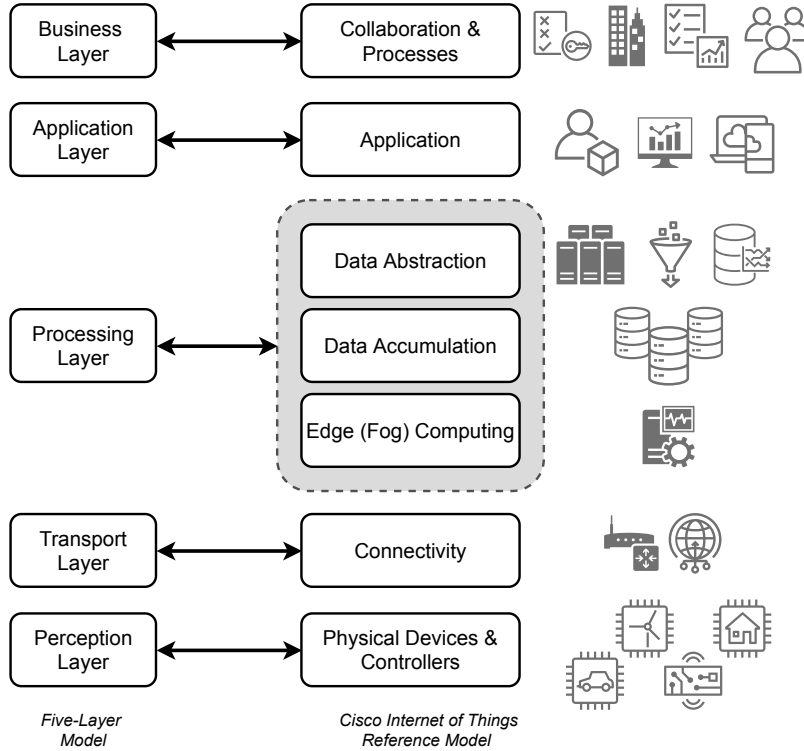 Business
Layer
Collaboration &
Processes
Application
Layer
Application
Data Abstraction
Processing
Layer
Data Accumulation
Edge (Fog) Computing
Transport
Layer
Connectivity
Perception
Layer
Physical Devices &
Controllers
Five-Layer
Model
Cisco Internet of Things
Reference Model